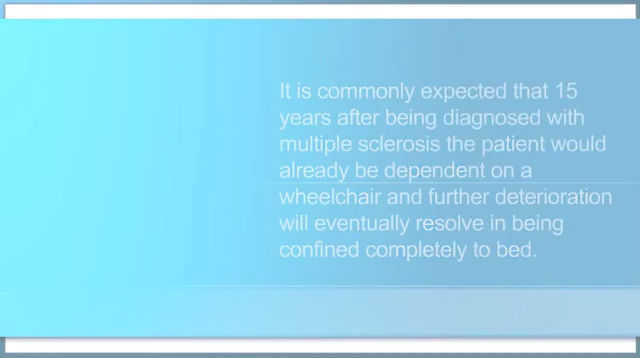 It is commonly expected that 15
years after being diagnosed with
multiple sclerosis the patient would
already be dependent on a
wheelchair and further deterioration
will eventually resolve in being
confined completely to bed.